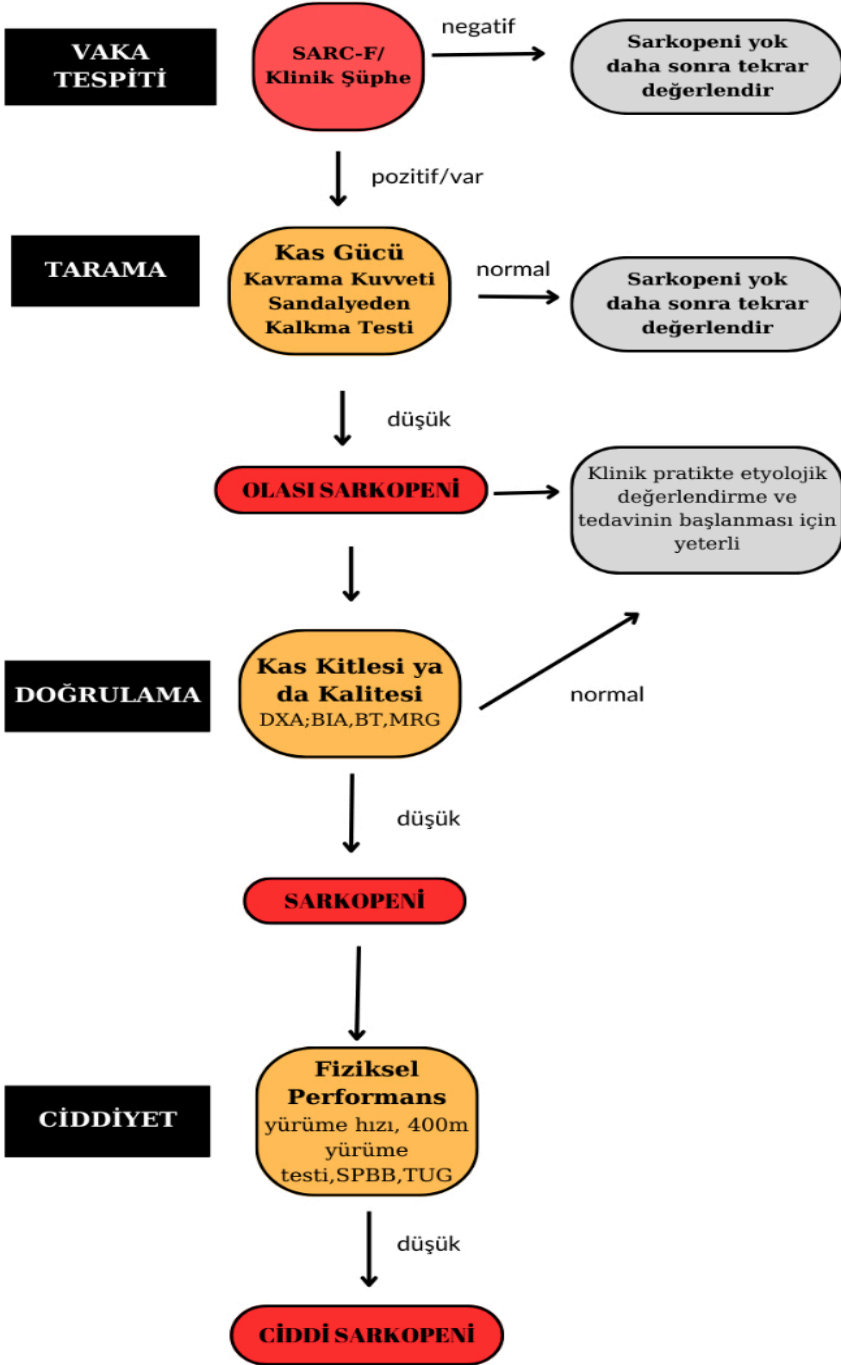 VAKA
TESPİTİ
SARC-F/
Klinik Şüphe
negatif
Sarkopeni yok
daha sonra tekrar
değerlendir
pozitif/var
TARAMA
Kas Gücü
Kavrama Kuvveti
Sandalyeden
Kalkma Testi
normal
Sarkopeni yok
daha sonra tekrar
değerlendir
düşük
OLASI SARKOPENİ
Klinik pratikte etyolojik
değerlendirme ve
tedavinin başlanması için
yeterli
DOĞRULAMA
Kas Kitlesi ya
da Kalitesi
DXA;BIA,BT,MRG
normal
düşük
SARKOPENİ
CİDDİYET
Fiziksel
Performans
yürüme hızı, 400m
yürüme
testi,SPBB,TUG
düşük
CİDDİ SARKOPENİ